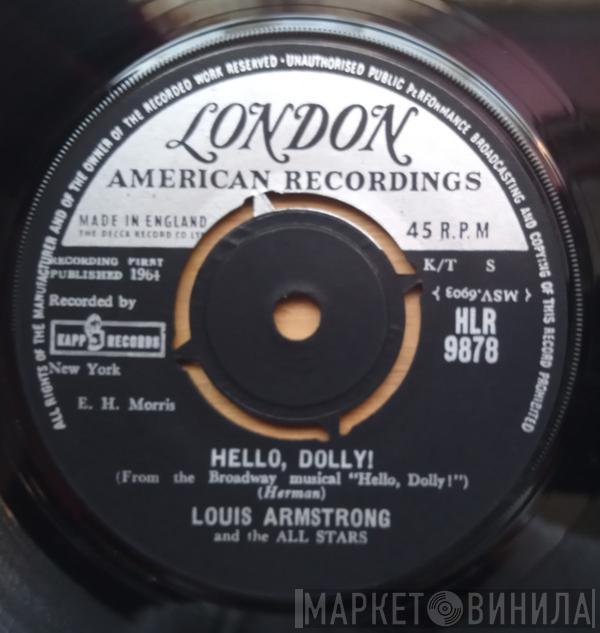 ALL RIGHTS OF THE MANUFACTURER AND OF THE OWNER OF THE RECORDED WORK RESERVED · UNAUTHORISED PUBLIC PERFORMANCE BROADCASTING AND COPYING OF THIS RECORD PROHIBITED
LONDON
AMERICAN RECORDINGS
MADE IN ENGLAND
THE DECCA RECORD CO LTD
45 R.P.M
RECORDING FIRST
PUBLISHED 1964
K/T S
Recorded by
{ MSV.6903 }
KAPP RECORDS
HLR
9878
New York
E. H. Morris
HELLO, DOLLY!
(From the Broadway musical "Hello, Dolly!")
(Herman)
LOUIS ARMSTRONG
and the ALL STARS
МАРКЕТ ВИНИЛА